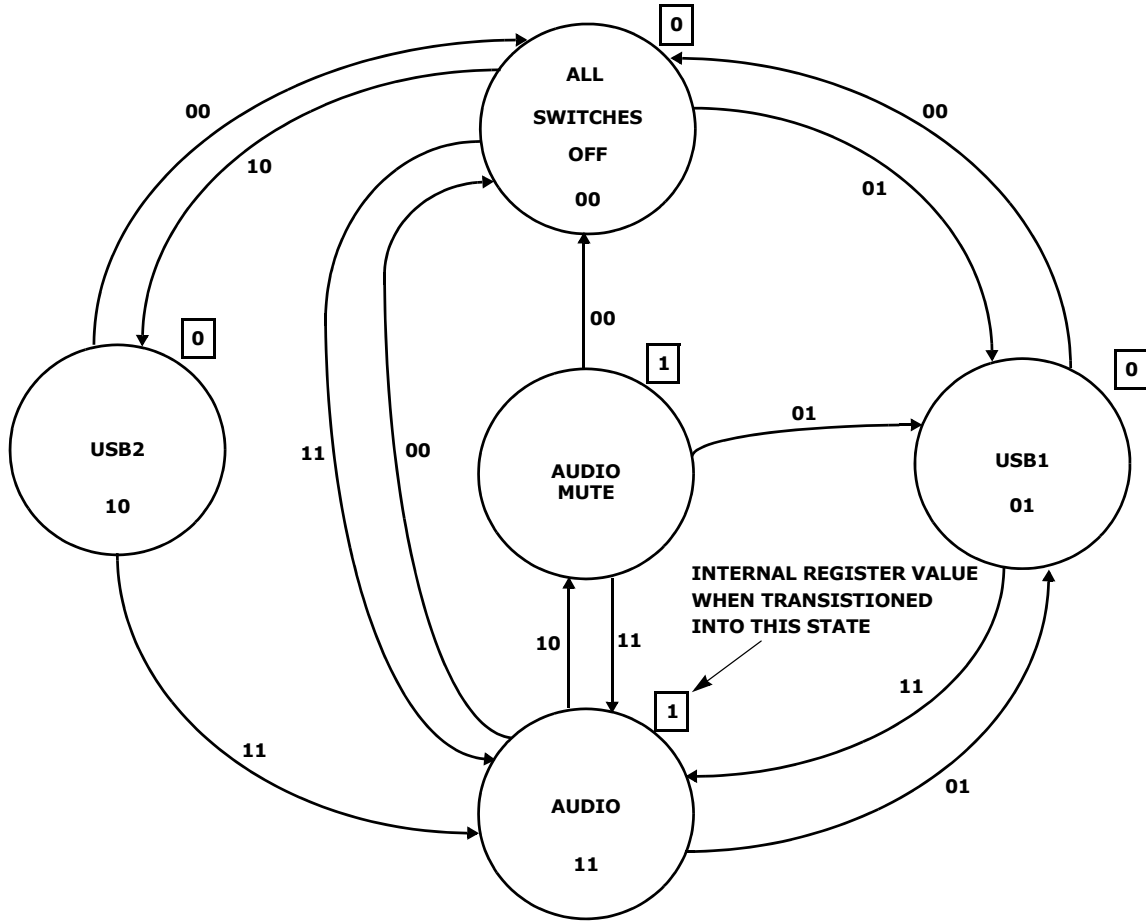 0
ALL
SWITCHES
OFF
00
00
10
01
00
0
USB2
10
11
00
00
1
AUDIO
MUTE
01
0
USB1
01
INTERNAL REGISTER VALUE
WHEN TRANSISTIONED
INTO THIS STATE
10
11
1
11
01
11
AUDIO
11